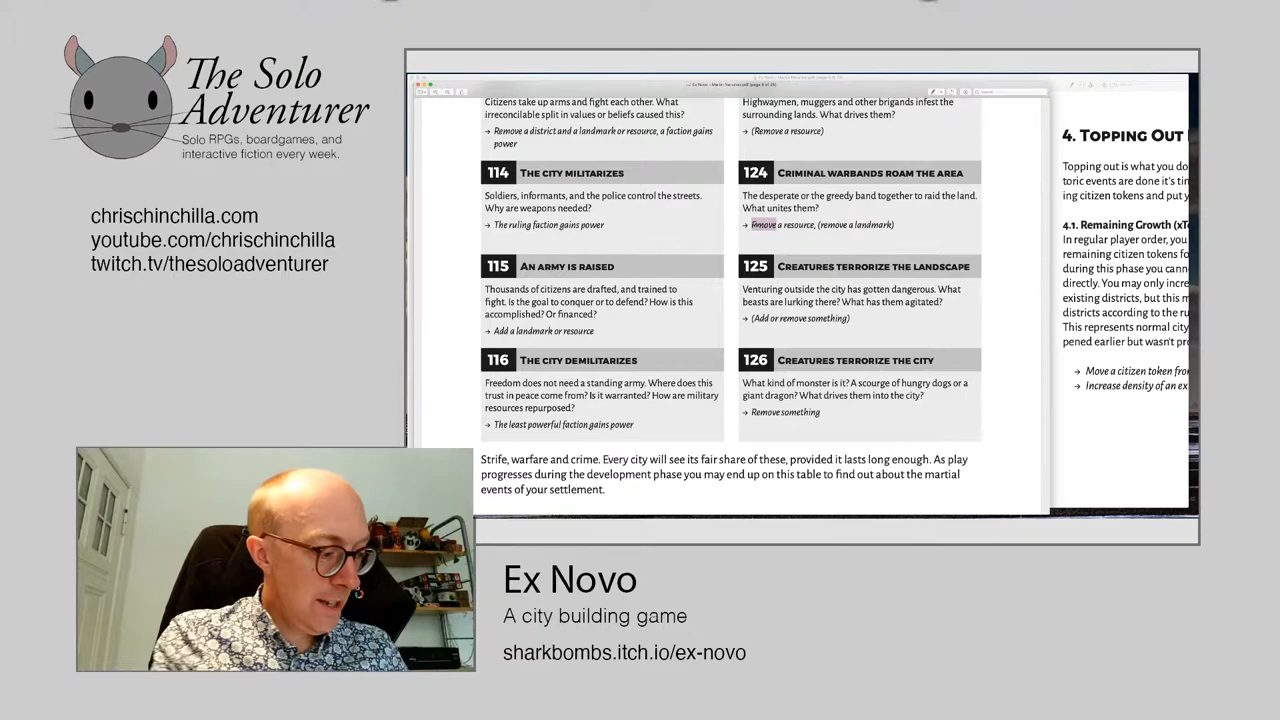 The Solo
Adventurer
Solo RPGs, boardgames, and
interactive fiction every week.
chrischinchilla.com
youtube.com/chrischinchilla
twitch.tv/thesoloadventurer
Citizens take up arms and fight each other. What
irreconcilable split in values or beliefs caused this?
→ Remove a district and a landmark or resource, a faction gains
power
114 THE CITY MILITARIZES
Soldiers, informants, and the police control the streets.
Why are weapons needed?
→ The ruling faction gains power
115 AN ARMY IS RAISED
Thousands of citizens are drafted, and trained to
fight. Is the goal to conquer or to defend? How is this
accomplished? Or financed?
→ Add a landmark or resource
116 THE CITY DEMILITARIZES
Freedom does not need a standing army. Where does this
trust in peace come from? Is it warranted? How are military
resources repurposed?
→ The least powerful faction gains power
Highwaymen, muggers and other brigands infest the
surrounding lands. What drives them?
→ (Remove a resource)
124 CRIMINAL WARBANDS ROAM THE AREA
The desperate or the greedy band together to raid the land.
What unites them?
→ Remove a resource, (remove a landmark)
125 CREATURES TERRORIZE THE LANDSCAPE
Venturing outside the city has gotten dangerous. What
beasts are lurking there? What has them agitated?
→ (Add or remove something)
126 CREATURES TERRORIZE THE CITY
What kind of monster is it? A scourge of hungry dogs or a
giant dragon? What drives them into the city?
→ Remove something
Strife, warfare and crime. Every city will see its fair share of these, provided it lasts long enough. As play
progresses during the development phase you may end up on this table to find out about the martial
events of your settlement.
4. TOPPING OUT
Topping out is what you do
toric events are done it's tim
ing citizen tokens and put y
4.1. Remaining Growth (xTo
In regular player order, you
remaining citizen tokens fo
during this phase you cann
directly. You may only incre
existing districts, but this m
districts according to the ru
This represents normal city
pened earlier but wasn't pr
→ Move a citizen token from
→ Increase density of an ex
Ex Novo
A city building game
sharkbombs.itch.io/ex-novo